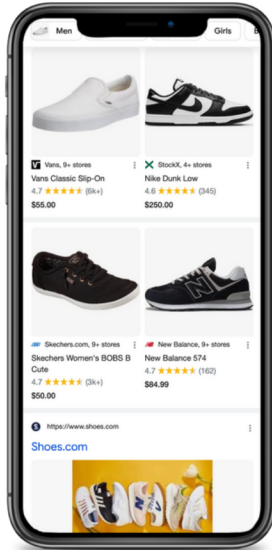 Men
Girls
Vans, 9+ stores
Vans Classic Slip-On
4.7 ★★★★★ (6k+)
$55.00
StockX, 4+ stores
Nike Dunk Low
4.6 ★★★★★ (345)
$250.00
Skechers.com, 9+ stores
Skechers Women's BOBS B
Cute
4.7 ★★★★★ (3k+)
$50.00
New Balance, 9+ stores
New Balance 574
4.7 ★★★★★ (162)
$84.99
https://www.shoes.com
Shoes.com